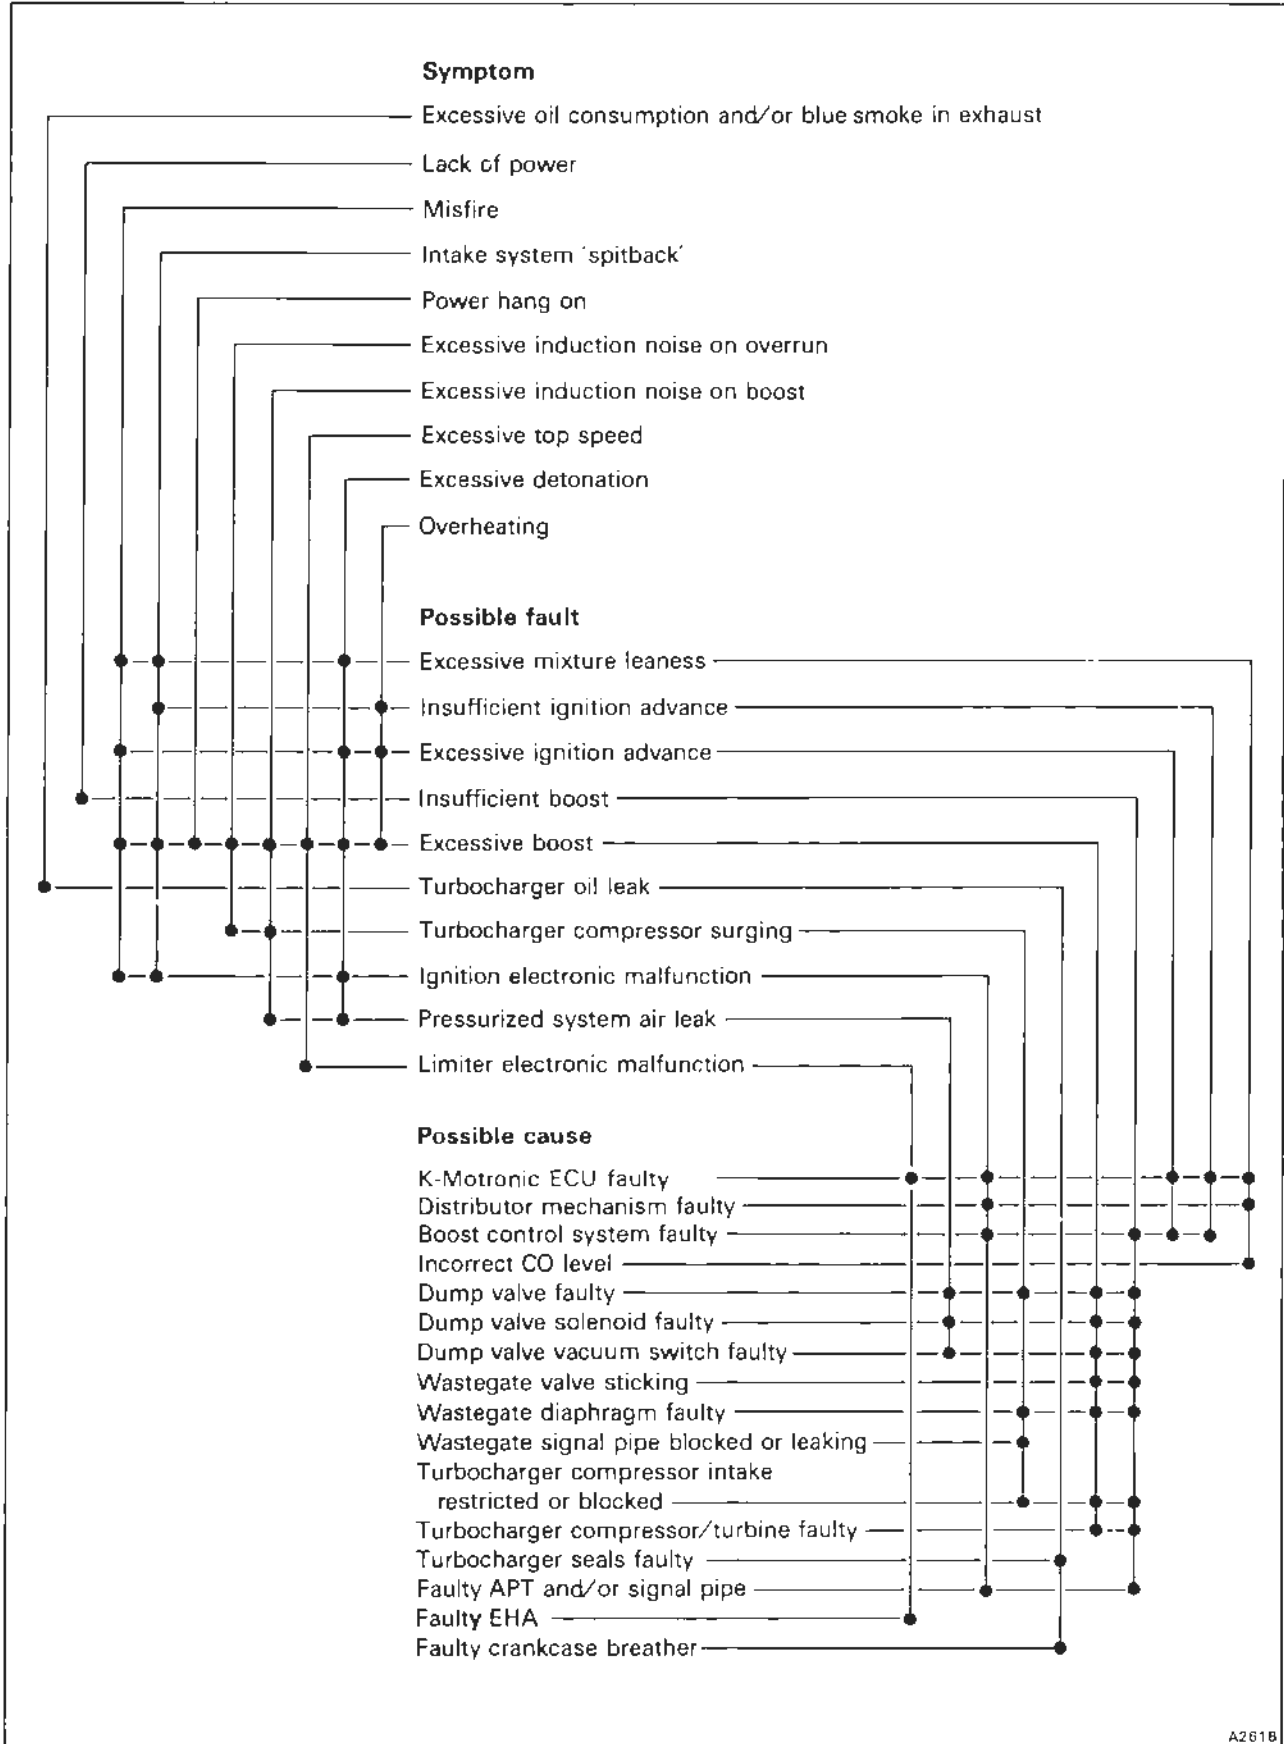 Symptom
Excessive oil consumption and/or blue smoke in exhaust
Lack of power
Misfire
Intake system 'spitback'
Power hang on
Excessive induction noise on overrun
Excessive induction noise on boost
Excessive top speed
Excessive detonation
Overheating
Possible fault
Excessive mixture leaness
Insufficient ignition advance
Excessive ignition advance
Insufficient boost
Excessive boost
Turbocharger oil leak
Turbocharger compressor surging
Ignition electronic malfunction
Pressurized system air leak
Limiter electronic malfunction
Possible cause
K-Motronic ECU faulty
Distributor mechanism faulty
Boost control system faulty
Incorrect CO level
Dump valve faulty
Dump valve solenoid faulty
Dump valve vacuum switch faulty
Wastegate valve sticking
Wastegate diaphragm faulty
Wastegate signal pipe blocked or leaking
Turbocharger compressor intake
restricted or blocked
Turbocharger compressor/turbine faulty
Turbocharger seals faulty
Faulty APT and/or signal pipe
Faulty EHA
Faulty crankcase breather
A2618